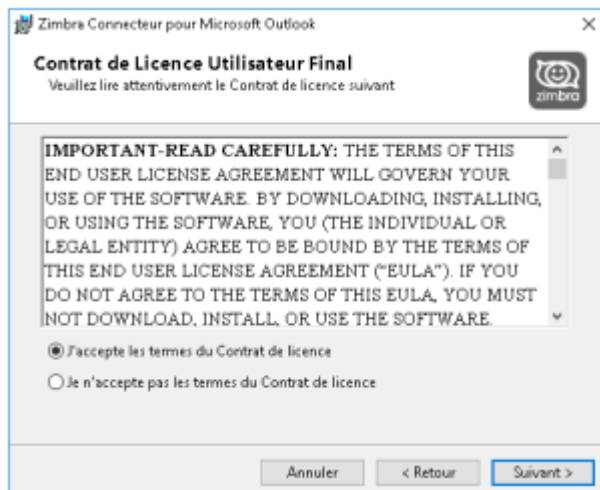 Zimbra Connecteur pour Microsoft Outlook
Contrat de Licence Utilisateur Final
Veuillez lire attentivement le Contrat de licence suivant
zimbra
IMPORTANT-READ CAREFULLY: THE TERMS OF THIS
END USER LICENSE AGREEMENT WILL GOVERN YOUR
USE OF THE SOFTWARE. BY DOWNLOADING, INSTALLING,
OR USING THE SOFTWARE, YOU (THE INDIVIDUAL OR
LEGAL ENTITY) AGREE TO BE BOUND BY THE TERMS OF
THIS END USER LICENSE AGREEMENT ("EULA"). IF YOU
DO NOT AGREE TO THE TERMS OF THIS EULA, YOU MUST
NOT DOWNLOAD, INSTALL, OR USE THE SOFTWARE.
J'accepte les termes du Contrat de licence
Je n'accepte pas les termes du Contrat de licence
Annuler < Retour Suivant >